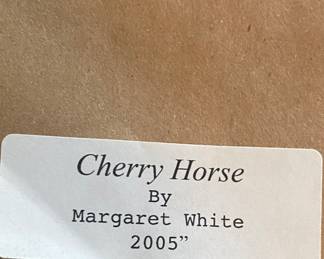 Cherry Horse
By
Margaret White
2005”